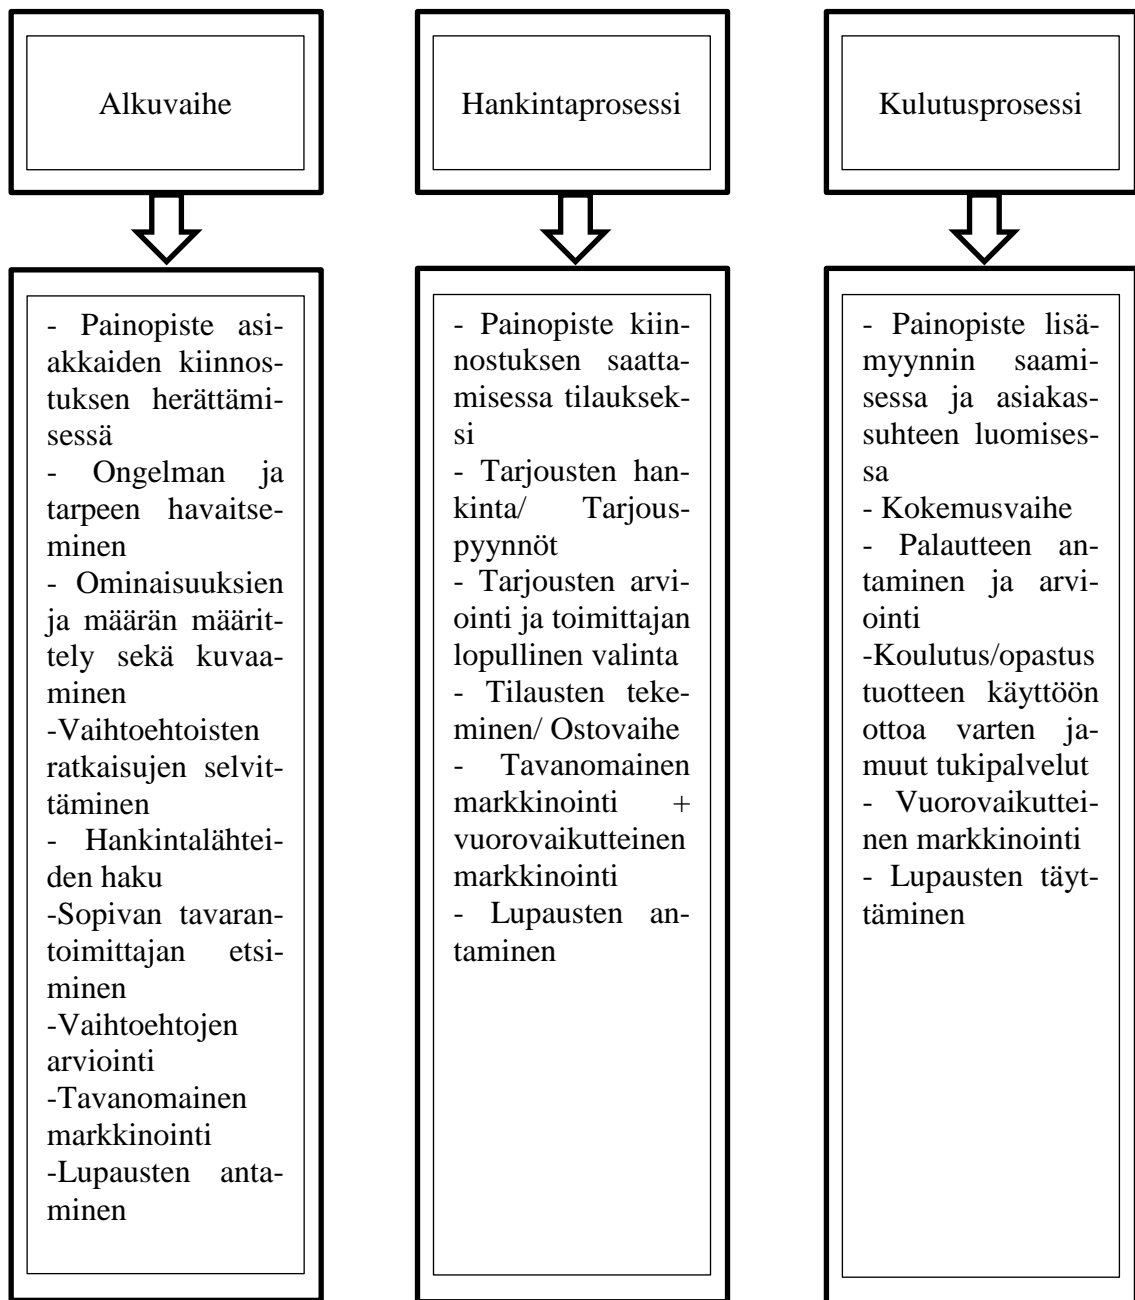 Alkuvaihe
- Painopiste asi-
akkaiden kiinnos-
tuksen herättämi-
sessä
- Ongelman ja
tarpeen havaitse-
minen
- Ominaisuuksien
ja määrän määrit-
tely sekä kuvaa-
minen
-Vaihtoehtoisten
ratkaisujen selvit-
täminen
- Hankintalähtei-
den haku
-Sopivan tavaran-
toimittajan etsi-
minen
-Vaihtoehtojen
arviointi
-Tavanomainen
markkinointi
-Lupausten anta-
minen
Hankintaprosessi
- Painopiste kiin-
nostuksen saatta-
misessa tilauksek-
si
- Tarjousten han-
kinta/ Tarjous-
pyynnöt
- Tarjousten arvi-
ointi ja toimittajan
lopullinen valinta
- Tilausten teke-
minen/ Ostovaihe
- Tavanomainen
markkinointi +
vuorovaikutteinen
markkinointi
- Lupausten an-
taminen
Kulutusprosessi
- Painopiste lisä-
myynnin saami-
sessa ja asiakas-
suhteen luomises-
sa
- Kokemusvaihe
- Palautteen an-
taminen ja arvi-
ointi
-Koulutus/opastus
tuotteen käyttöön
ottoa varten ja-
muut tukipalvelut
- Vuorovaikuttei-
nen markkinointi
- Lupausten täyt-
täminen